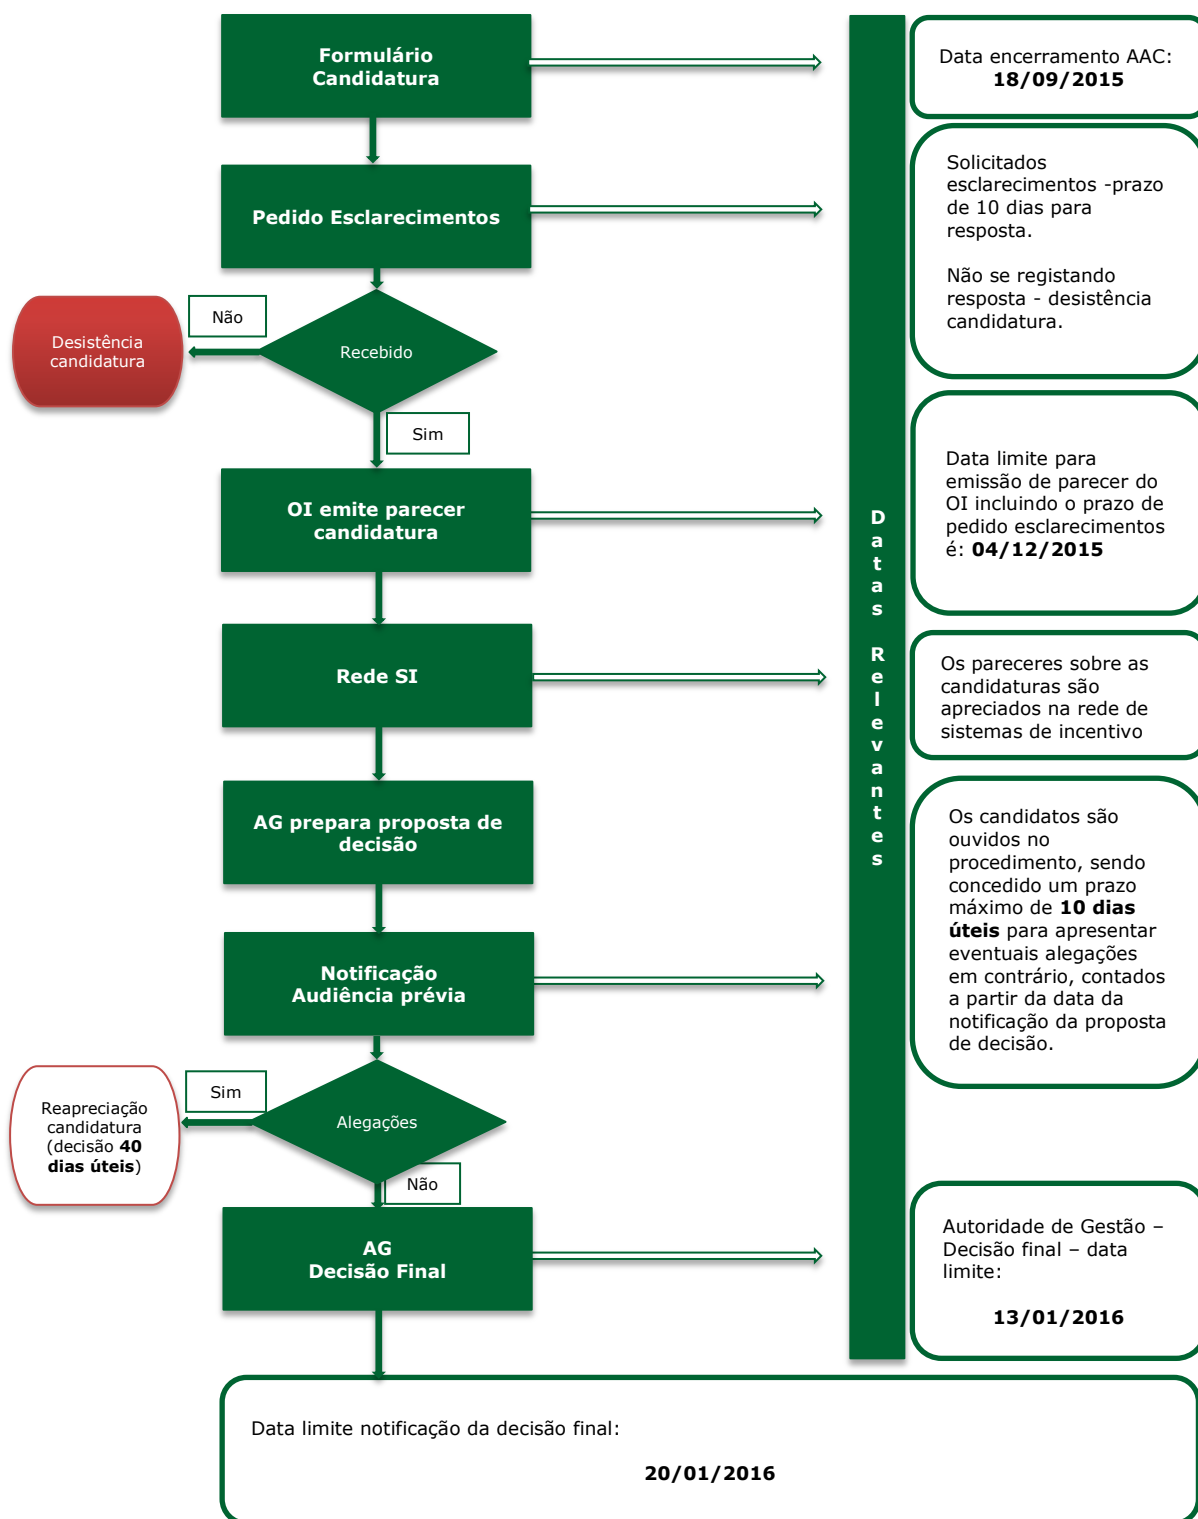 Formulário
Candidatura
Data encerramento AAC:
18/09/2015
Pedido Esclarecimentos
Solicitados
esclarecimentos -prazo
de 10 dias para
resposta.
Não se registando
resposta - desistência
candidatura.
Não
Desistência
candidatura
Recebido
Sim
OI emite parecer
candidatura
Data limite para
emissão de parecer do
OI incluindo o prazo de
pedido esclarecimentos
é: 04/12/2015
Rede SI
Os pareceres sobre as
candidaturas são
apreciados na rede de
sistemas de incentivo
AG prepara proposta de
decisão
Os candidatos são
ouvidos no
procedimento, sendo
concedido um prazo
máximo de 10 dias
úteis para apresentar
eventuais alegações
em contrário, contados
a partir da data da
notificação da proposta
de decisão.
Notificação
Audiência prévia
Sim
Reapreciação
candidatura
(decisão 40
dias úteis)
Alegações
Não
AG
Decisão Final
Autoridade de Gestão –
Decisão final – data
limite:
13/01/2016
Datas Relevantes
Data limite notificação da decisão final:
20/01/2016